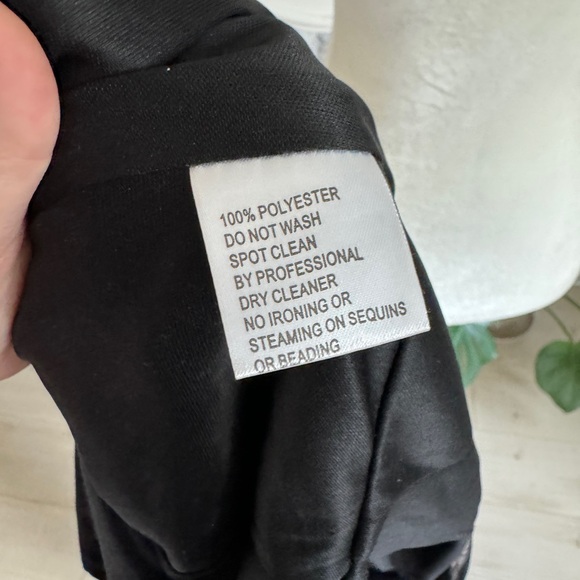 100% POLYESTER
DO NOT WASH
SPOT CLEAN
BY PROFESSIONAL
DRY CLEANER
NO IRONING OR
STEAMING ON SEQUINS
OR BEADING